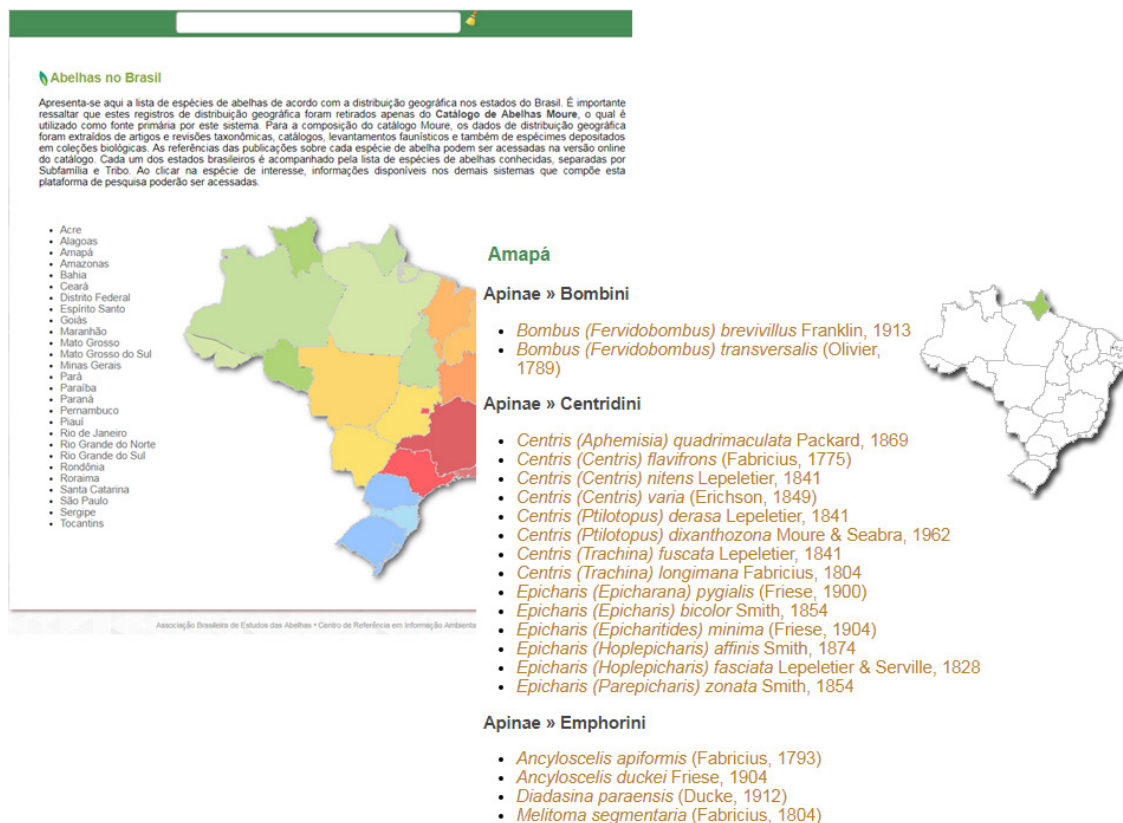 Abelhas no Brasil
Apresenta-se aqui a lista de espécies de abelhas de acordo com a distribuição geográfica nos estados do Brasil. É importante
ressaltar que estes registros de distribuição geográfica foram retirados apenas do Catálogo de Abelhas Moure, o qual é
utilizado como fonte primária por este sistema. Para a composição do catálogo Moure, os dados de distribuição geográfica
foram extraídos de artigos e revisões taxonômicas, catálogos, levantamentos faunísticos e também de espécimes depositados
em coleções biológicas. As referências das publicações sobre cada espécie de abelha podem ser acessadas na versão online
do catálogo. Cada um dos estados brasileiros é acompanhado pela lista de espécies de abelhas conhecidas, separadas por
Subfamília e Tribo. Ao clicar na espécie de interesse, informações disponíveis nos demais sistemas que compõe esta
plataforma de pesquisa poderão ser acessadas.
Acre
Alagoas
Amapá
Amazonas
Bahia
Ceará
Distrito Federal
Espírito Santo
Goiás
Maranhão
Mato Grosso
Mato Grosso do Sul
Minas Gerais
Pará
Paraíba
Paraná
Pernambuco
Piauí
Rio de Janeiro
Rio Grande do Norte
Rio Grande do Sul
Rondônia
Roraima
Santa Catarina
São Paulo
Sergipe
Tocantins
Associação Brasileira de Estudos das Abelhas • Centro de Referência em Informação Ambienta
Amapá
Apinae » Bombini
Bombus (Fervidobombus) brevivillus Franklin, 1913
Bombus (Fervidobombus) transversalis (Olivier,
1789)
Apinae » Centridini
Centris (Aphemisia) quadrimaculata Packard, 1869
Centris (Centris) flavifrons (Fabricius, 1775)
Centris (Centris) nitens Lepeletier, 1841
Centris (Centris) varia (Erichson, 1849)
Centris (Ptilotopus) derasa Lepeletier, 1841
Centris (Ptilotopus) dixanthozona Moure & Seabra, 1962
Centris (Trachina) fuscata Lepeletier, 1841
Centris (Trachina) longimana Fabricius, 1804
Epicharis (Epicharana) pygialis (Friese, 1900)
Epicharis (Epicharis) bicolor Smith, 1854
Epicharis (Epicharitides) minima (Friese, 1904)
Epicharis (Hoplepicharis) affinis Smith, 1874
Epicharis (Hoplepicharis) fasciata Lepeletier & Serville, 1828
Epicharis (Parepicharis) zonata Smith, 1854
Apinae » Emphorini
Ancyloscelis apiformis (Fabricius, 1793)
Ancyloscelis duckei Friese, 1904
Diadasina paraensis (Ducke, 1912)
Melitoma segmentaria (Fabricius, 1804)